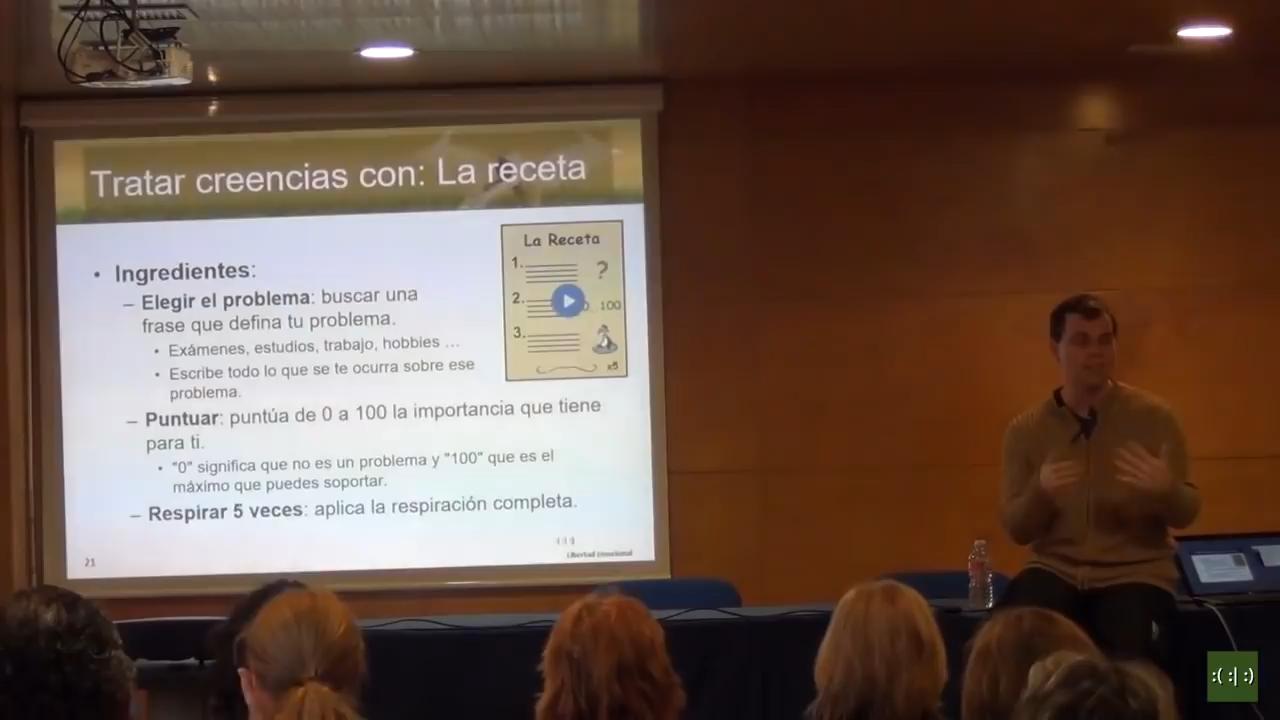 Tratar creencias con: La receta
• Ingredientes:
– Elegir el problema: buscar una
frase que defina tu problema.
• Exámenes, estudios, trabajo, hobbies ...
• Escribe todo lo que se te ocurra sobre ese
problema.
– Puntuar: puntúa de 0 a 100 la importancia que tiene
para ti.
• "0" significa que no es un problema y "100" que es el
máximo que puedes soportar.
– Respirar 5 veces: aplica la respiración completa.
La Receta
1. ?
2. 100
3.
x5
21
Libertad Emocional
:( :| :)